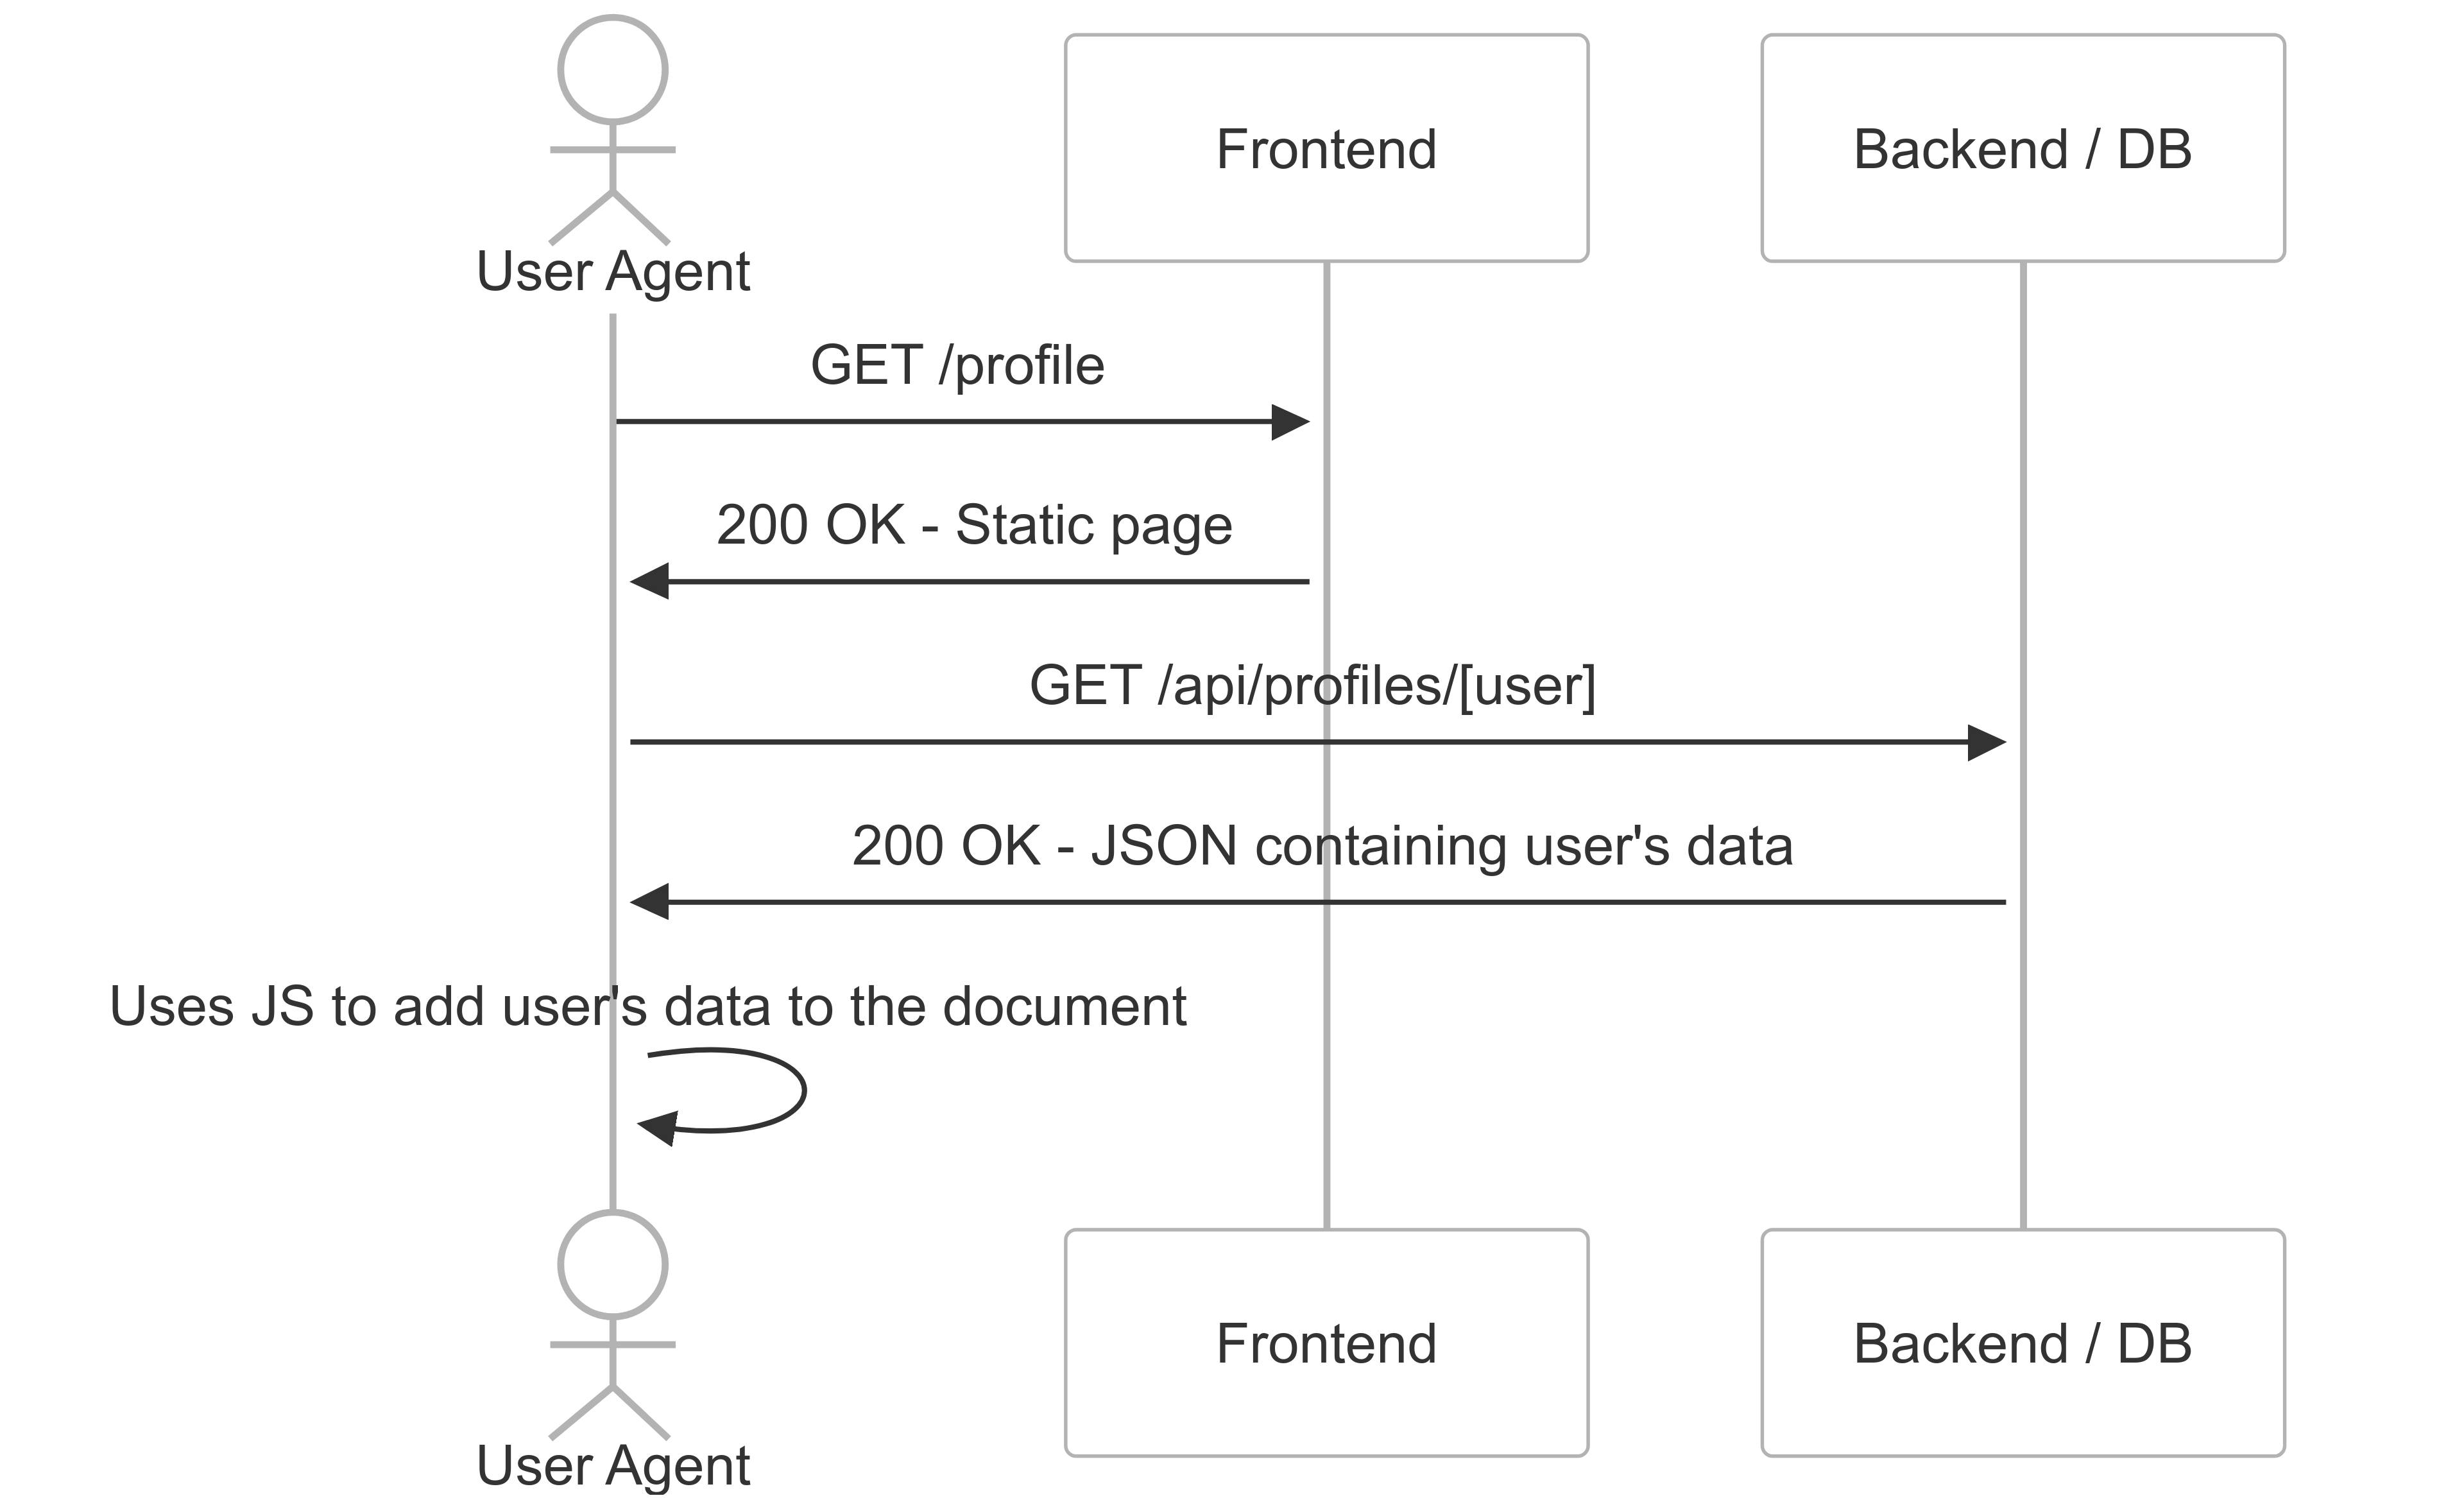 User Agent
Frontend
Backend / DB
GET /profile
200 OK - Static page
GET /api/profiles/[user]
200 OK - JSON containing user's data
Uses JS to add user's data to the document
User Agent
Frontend
Backend / DB